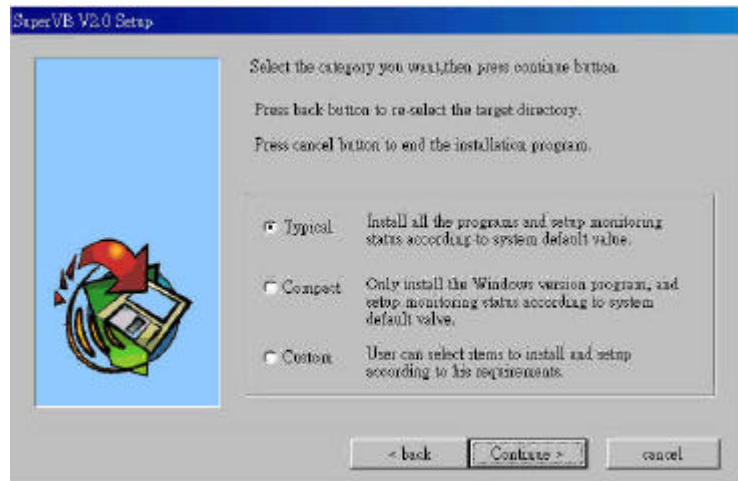 SuperVB V2.0 Setup
Select the category you want,then press continue button.
Press back button to re-select the target directory.
Press cancel button to end the installation program.
Typical
Install all the programs and setup monitoring
status according to system default value.
Compact
Only install the Windows version program, and
setup monitoring status according to system
default valve.
Custom
User can select items to install and setup
according to his requirements.
< back
Continue >
cancel